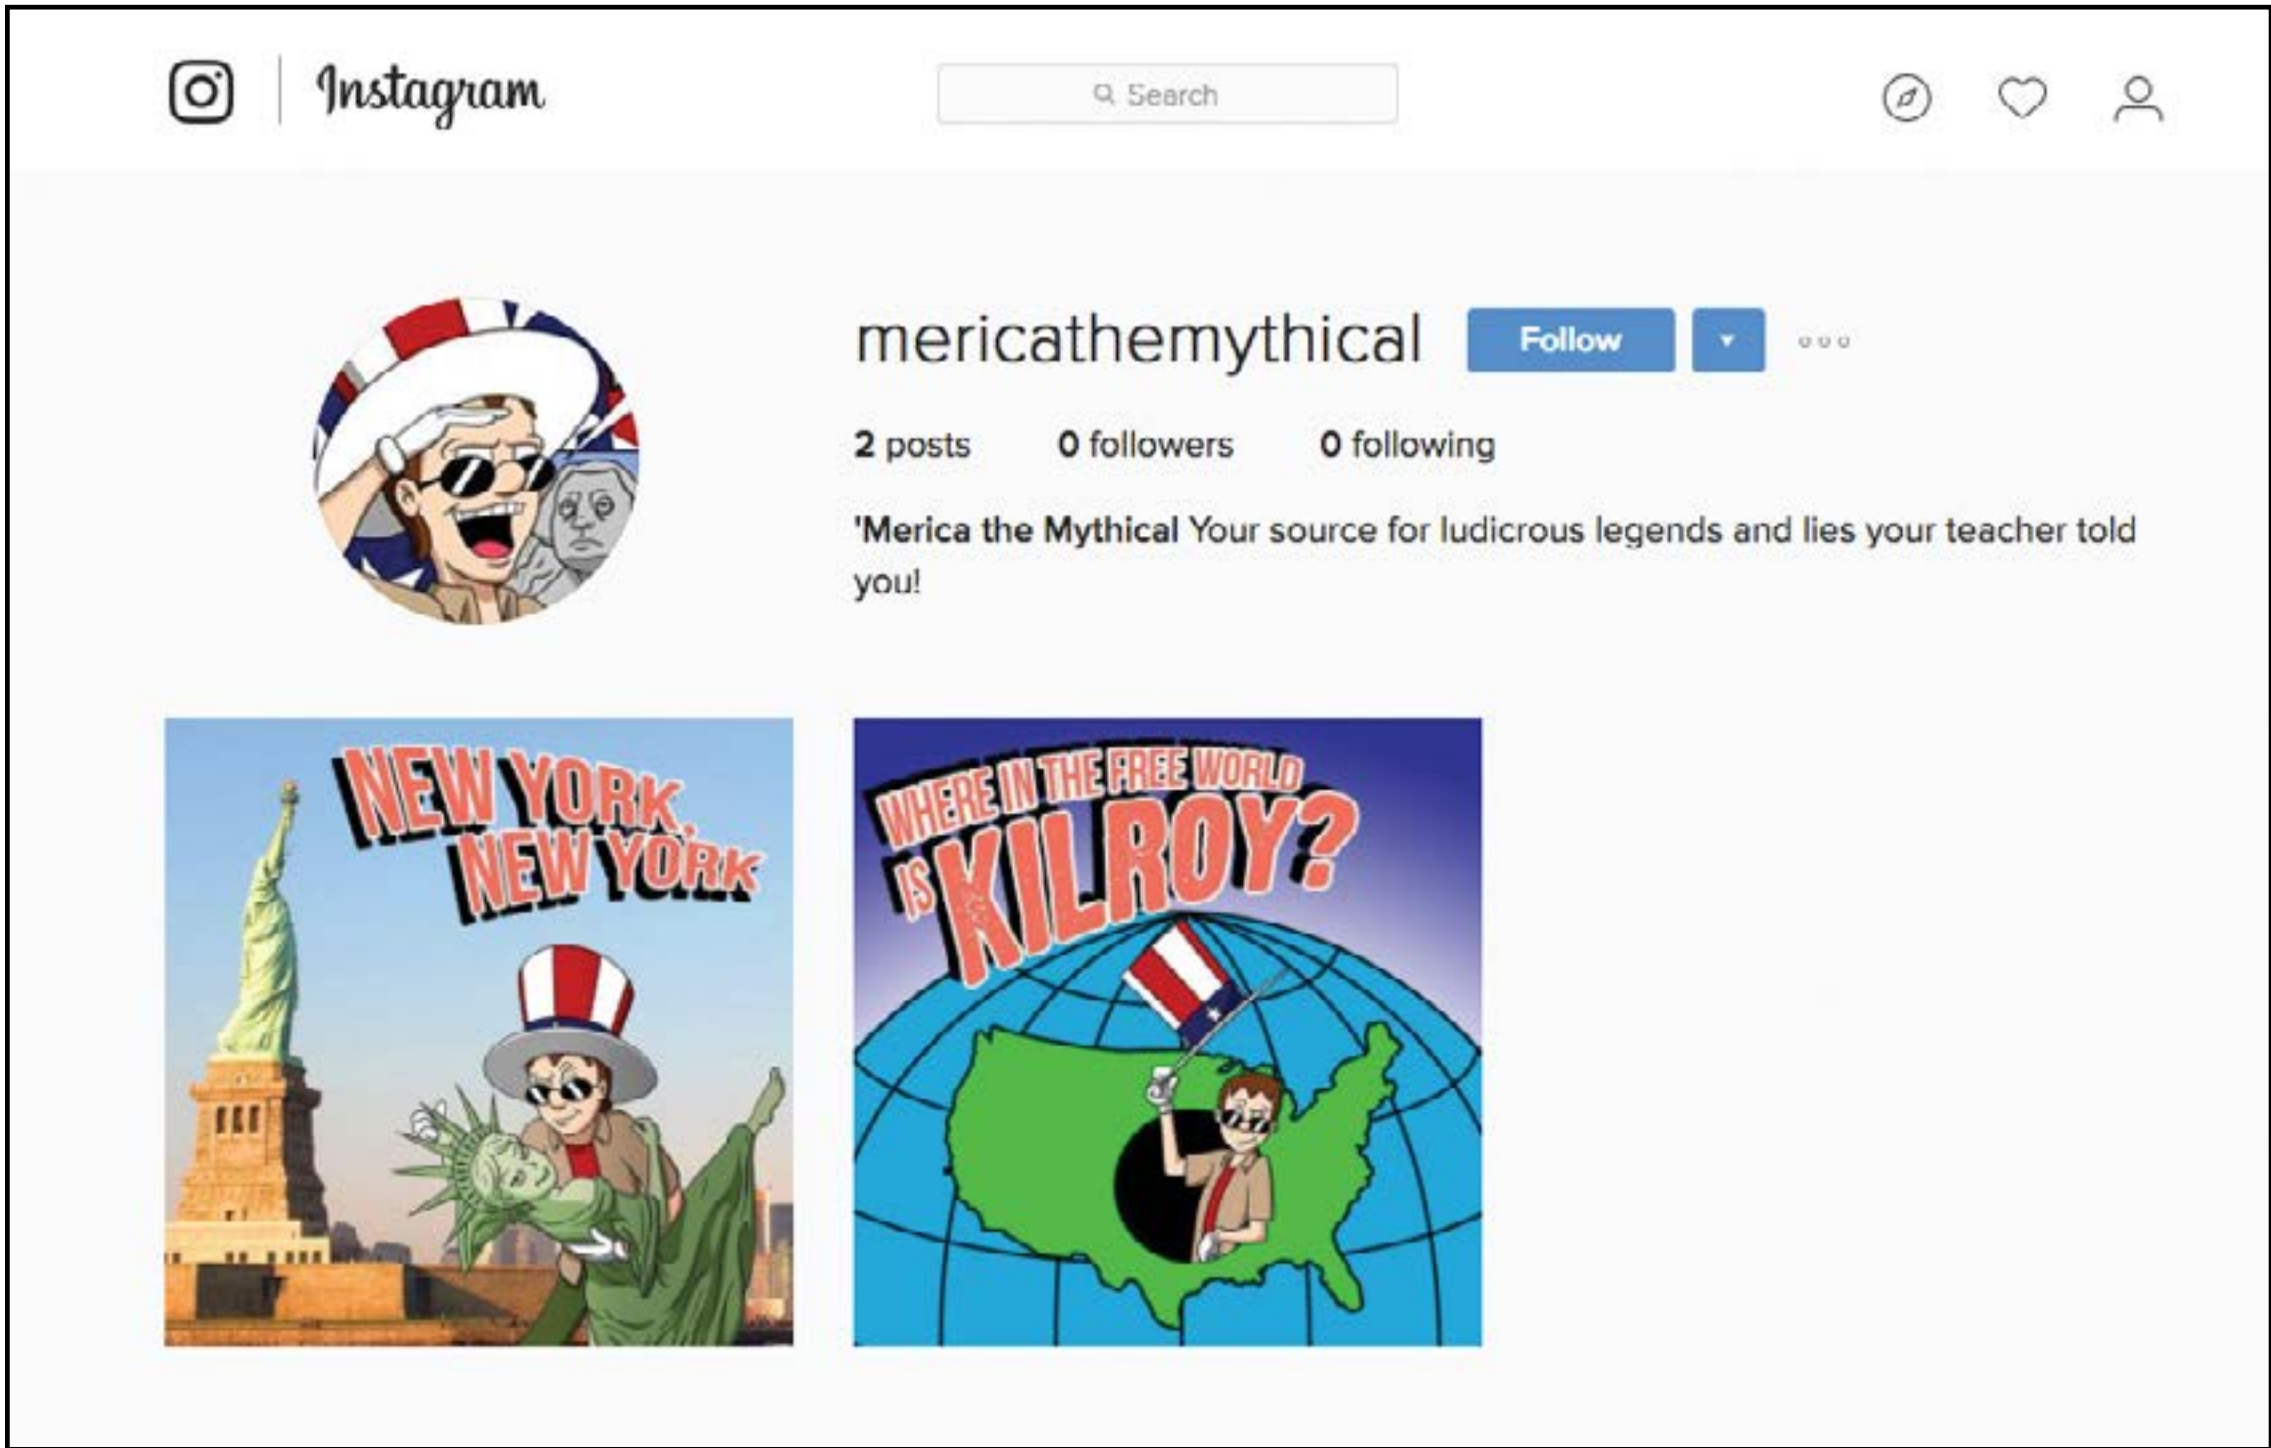 Instagram
Search
mericathemythical Follow
2 posts 0 followers 0 following
'Merica the Mythical Your source for ludicrous legends and lies your teacher told
you!
NEW YORK,
NEW YORK
WHERE IN THE FREE WORLD
IS KILROY?